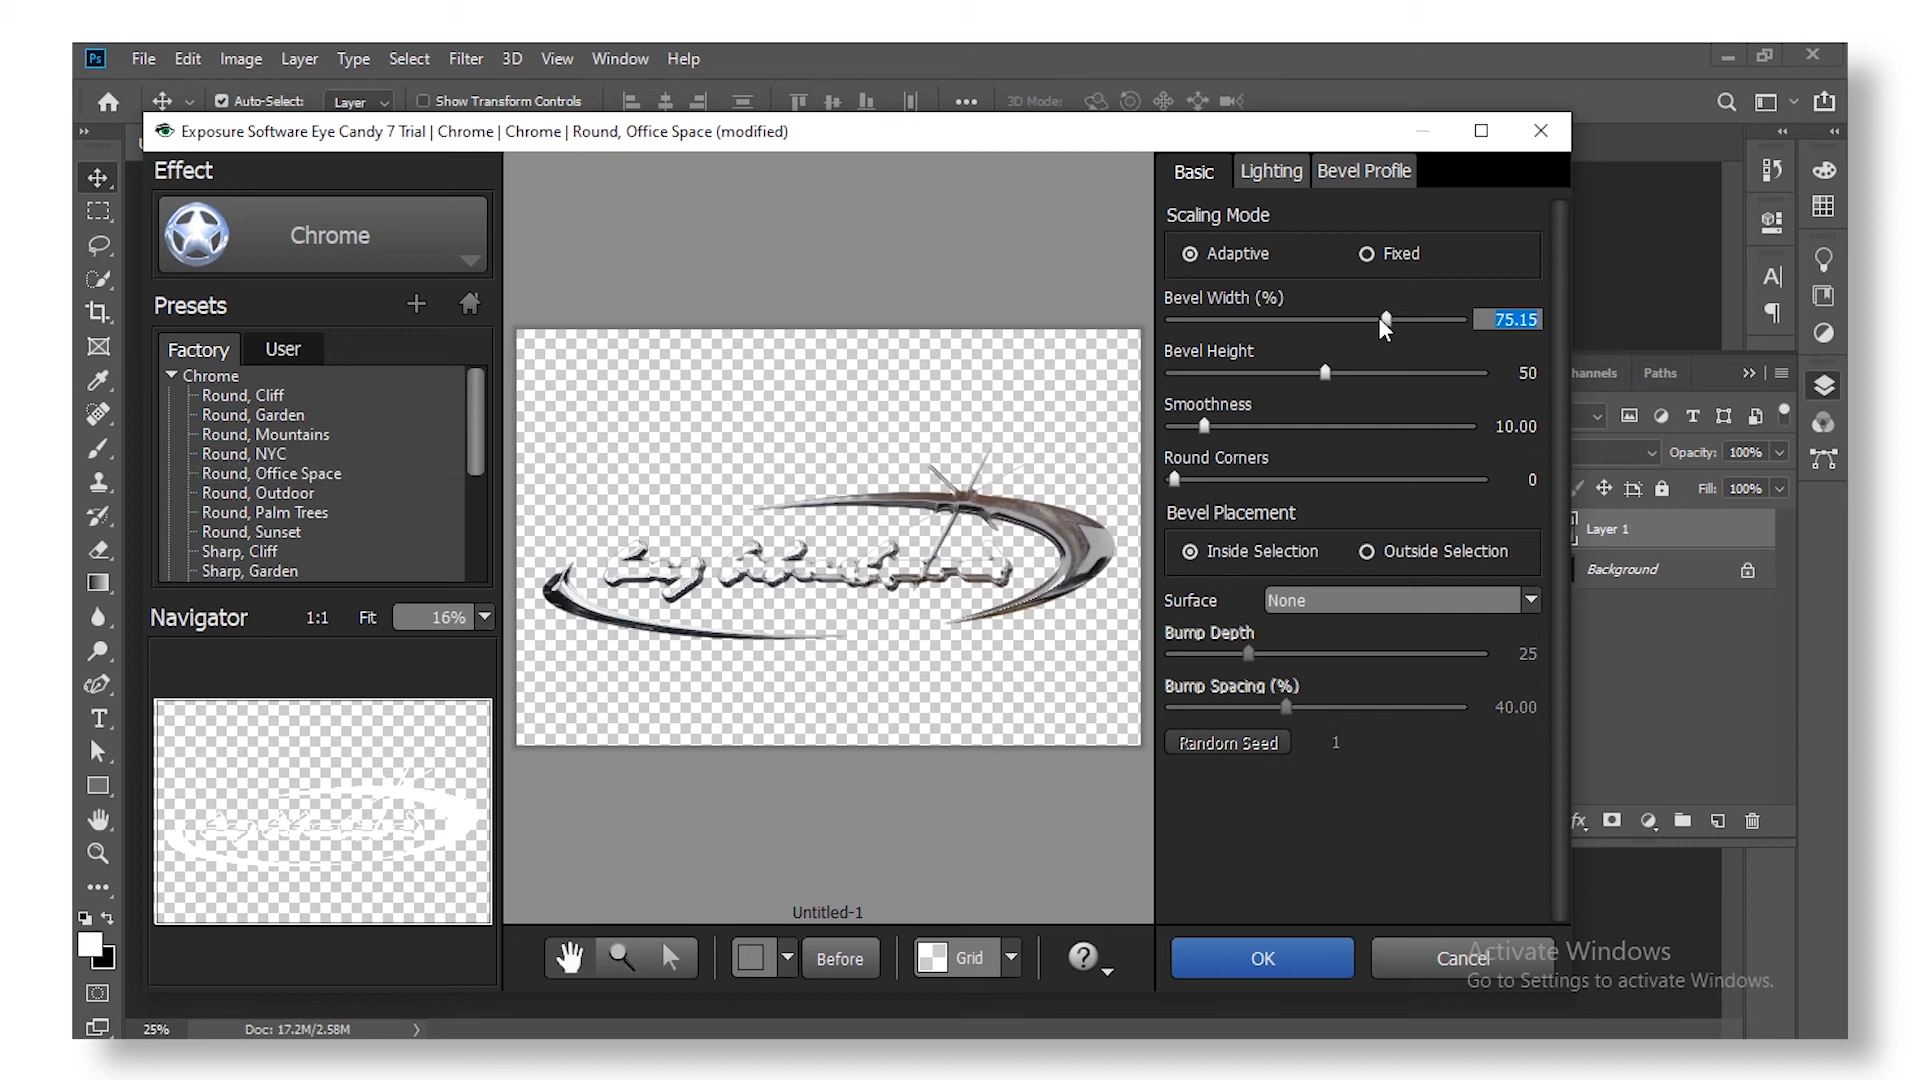 Ps File Edit Image Layer Type Select Filter 3D View Window Help
Auto-Select: Layer Show Transform Controls 3D Mode:
Exposure Software Eye Candy 7 Trial | Chrome | Chrome | Round, Office Space (modified)
Effect
Chrome
Presets
Factory User
Chrome
Round, Cliff
Round, Garden
Round, Mountains
Round, NYC
Round, Office Space
Round, Outdoor
Round, Palm Trees
Round, Sunset
Sharp, Cliff
Sharp, Garden
Navigator 1:1 Fit 16%
Untitled-1
Before Grid
Basic Lighting Bevel Profile
Scaling Mode
Adaptive Fixed
Bevel Width (%)
75.15
Bevel Height
50
Smoothness
10.00
Round Corners
0
Bevel Placement
Inside Selection Outside Selection
Surface None
Bump Depth
25
Bump Spacing (%)
40.00
Random Seed 1
OK Cancel
hannels Paths
Opacity: 100%
Fill: 100%
Layer 1
Background
Activate Windows
Go to Settings to activate Windows.
25% Doc: 17.2M/2.58M